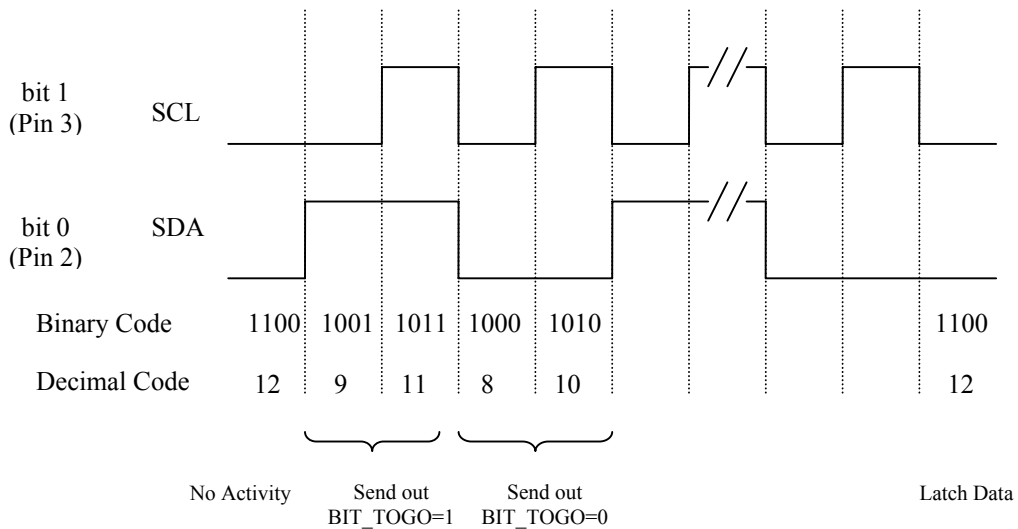 bit 1
(Pin 3)
SCL
bit 0
(Pin 2)
SDA
Binary Code 1100 1001 1011 1000 1010 1100
Decimal Code 12 9 11 8 10 12
No Activity Send out Send out Latch Data
BIT_TOGO=1 BIT_TOGO=0